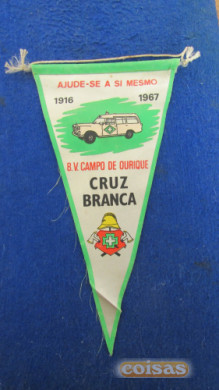 AJUDE-SE A SI MESMO
1916 1967
B.V. CAMPO DE OURIQUE
CRUZ
BRANCA
coisas